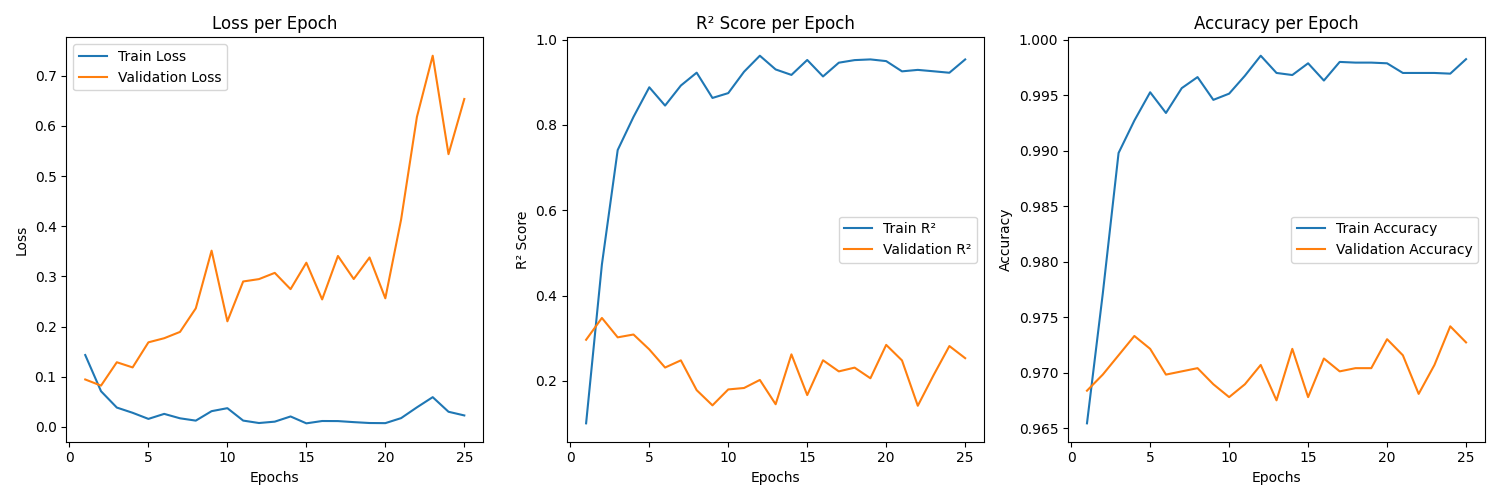 Loss per Epoch
Train Loss
Validation Loss
0.7
0.6
0.5
0.4
0.3
0.2
0.1
0.0
Loss
0
5
10
15
20
25
Epochs
R² Score per Epoch
1.0
0.8
0.6
0.4
0.2
R² Score
Train R²
Validation R²
0
5
10
15
20
25
Epochs
Accuracy per Epoch
1.000
0.995
0.990
0.985
0.980
0.975
0.970
0.965
Accuracy
Train Accuracy
Validation Accuracy
0
5
10
15
20
25
Epochs